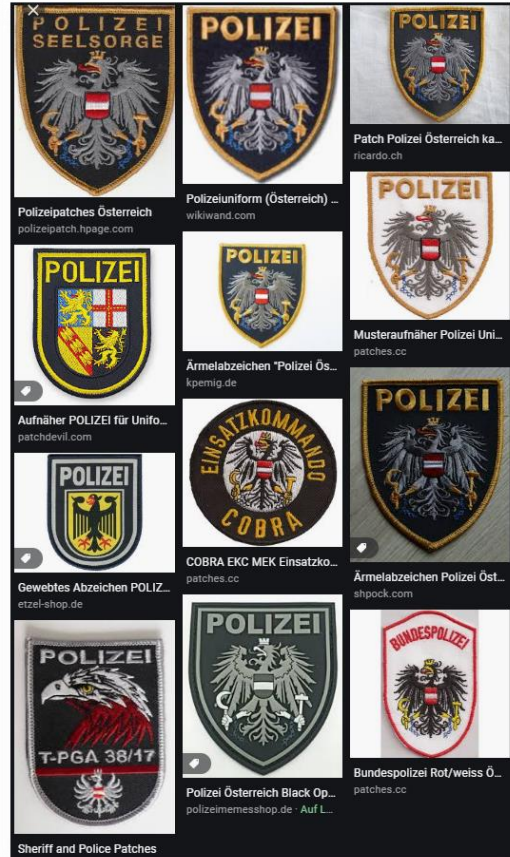 POLIZEI
SEELSORGE
Polizeipatches Österreich
polizeipatch.hpage.com
POLIZEI
Aufnäher POLIZEI für Unifo...
patchdevil.com
POLIZEI
Gewebtes Abzeichen POLIZ...
etzel-shop.de
POLIZEI
T-PGA 38/17
Sheriff and Police Patches
POLIZEI
Polizeiuniform (Österreich) ...
wikiwand.com
POLIZEI
Ärmelabzeichen "Polizei Ös...
kpemig.de
EINSATZKOMMANDO
COBRA
COBRA EKC MEK Einsatzko...
patches.cc
POLIZEI
Polizei Österreich Black Op...
polizeimemesshop.de · Auf L...
POLIZEI
Patch Polizei Österreich ka...
ricardo.ch
POLIZEI
Musteraufnäher Polizei Uni...
patches.cc
POLIZEI
Ärmelabzeichen Polizei Öst...
shpock.com
BUNDESPOLIZEI
Bundespolizei Rot/weiss Ö...
patches.cc